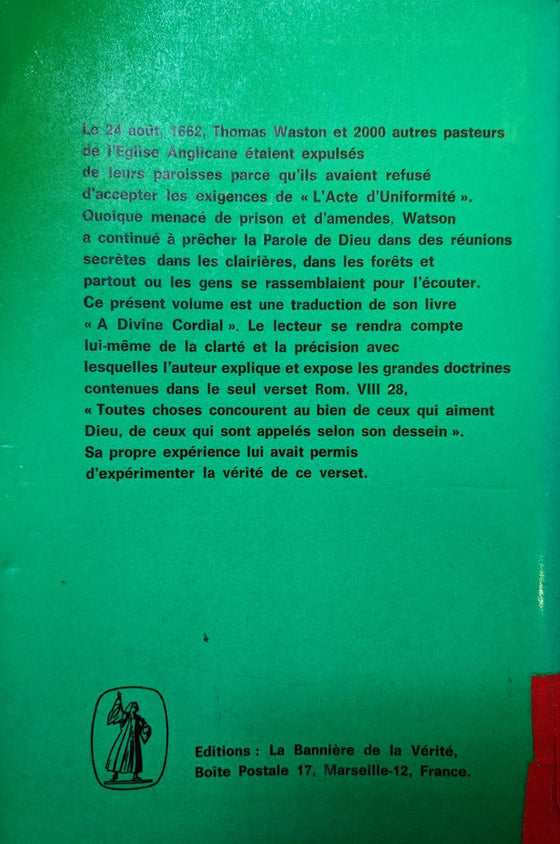 Le 24 août, 1662, Thomas Waston et 2000 autres pasteurs
de l'Eglise Anglicane étaient expulsés
de leurs paroisses parce qu'ils avaient refusé
d'accepter les exigences de « L'Acte d'Uniformité ».
Quoique menacé de prison et d'amendes, Watson
a continué à prêcher la Parole de Dieu dans des réunions
secrètes dans les clairières, dans les forêts et
partout ou les gens se rassemblaient pour l'écouter.
Ce présent volume est une traduction de son livre
« A Divine Cordial ». Le lecteur se rendra compte
lui-même de la clarté et la précision avec
lesquelles l'auteur explique et expose les grandes doctrines
contenues dans le seul verset Rom. VIII 28,
« Toutes choses concourent au bien de ceux qui aiment
Dieu, de ceux qui sont appelés selon son dessein ».
Sa propre expérience lui avait permis
d'expérimenter la vérité de ce verset.
Editions : La Bannière de la Vérité,
Boîte Postale 17, Marseille-12, France.